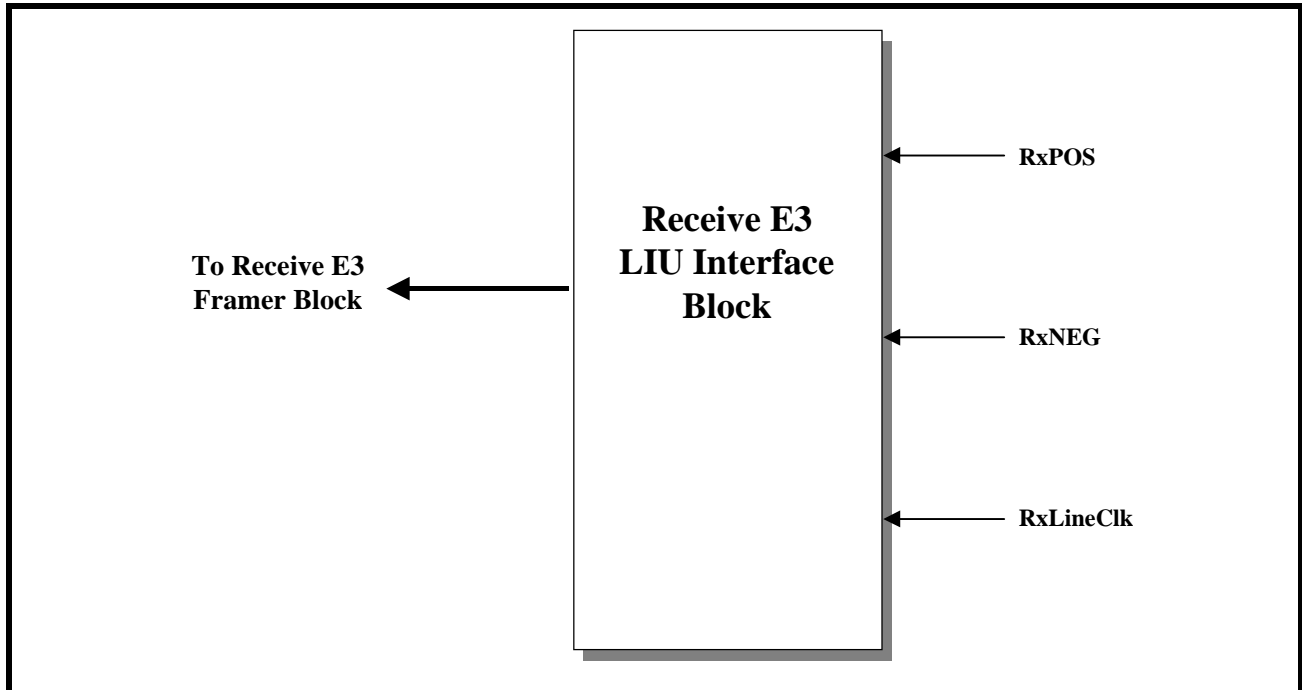 RxPOS
Receive E3
LIU Interface
Block
To Receive E3
Framer Block
RxNEG
RxLineClk